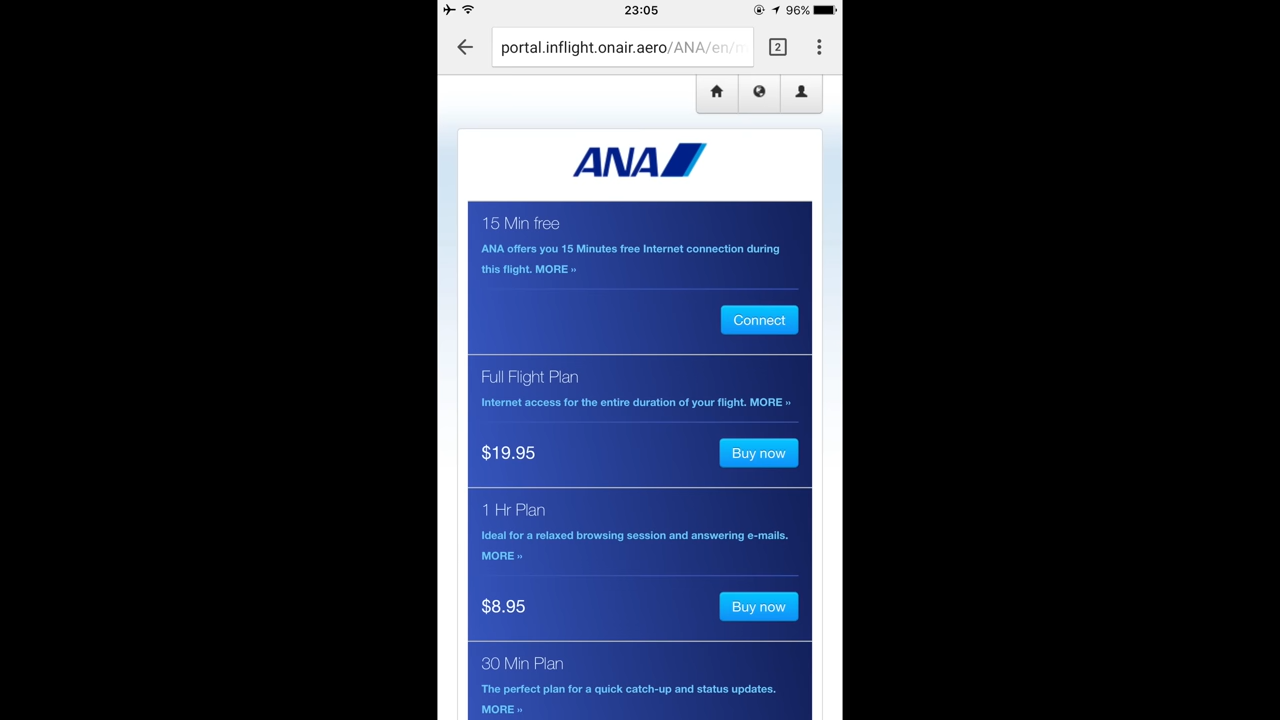 23:05
96%
portal.inflight.onair.aero/ANA/en/
2
ANA
15 Min free
ANA offers you 15 Minutes free Internet connection during
this flight. MORE ››
Connect
Full Flight Plan
Internet access for the entire duration of your flight. MORE ››
$19.95
Buy now
1 Hr Plan
Ideal for a relaxed browsing session and answering e-mails.
MORE ››
$8.95
Buy now
30 Min Plan
The perfect plan for a quick catch-up and status updates.
MORE ››